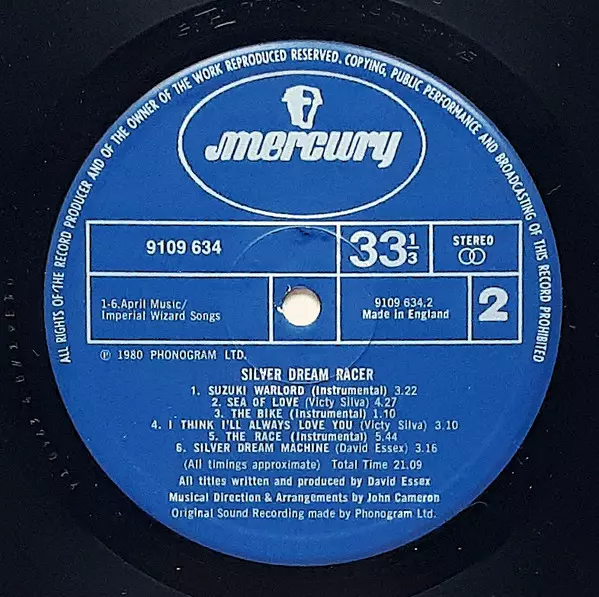 ALL RIGHTS OF THE RECORD PRODUCER AND OF THE OWNER OF THE WORK REPRODUCED RESERVED. COPYING, PUBLIC PERFORMANCE AND BROADCASTING OF THIS RECORD PROHIBITED
mercury
9109 634
33 1/3
STEREO
1-6.April Music/
Imperial Wizard Songs
9109 634.2
Made in England
2
℗ 1980 PHONOGRAM LTD.
SILVER DREAM RACER
1. SUZUKI WARLORD (Instrumental) 3.22
2. SEA OF LOVE (Victy Silva) 4.27
3. THE BIKE (Instrumental) 1.10
4. I THINK I'LL ALWAYS LOVE YOU (Victy Silva) 3.10
5. THE RACE (Instrumental) 5.44
6. SILVER DREAM MACHINE (David Essex) 3.16
(All timings approximate) Total Time 21.09
All titles written and produced by David Essex
Musical Direction & Arrangements by John Cameron
Original Sound Recording made by Phonogram Ltd.